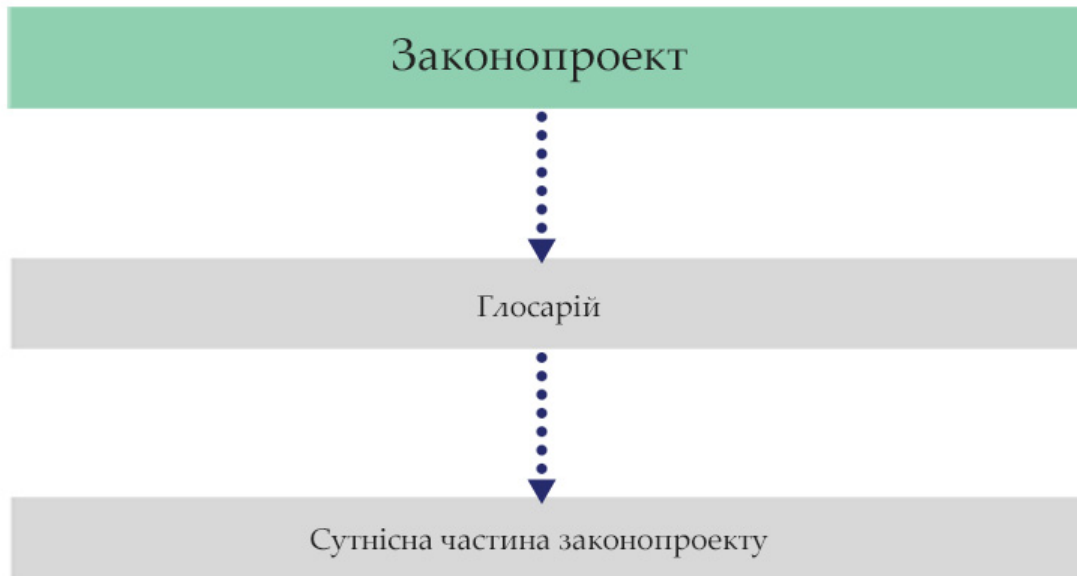 Законопроект
Глосарій
Сутнісна частина законопроекту